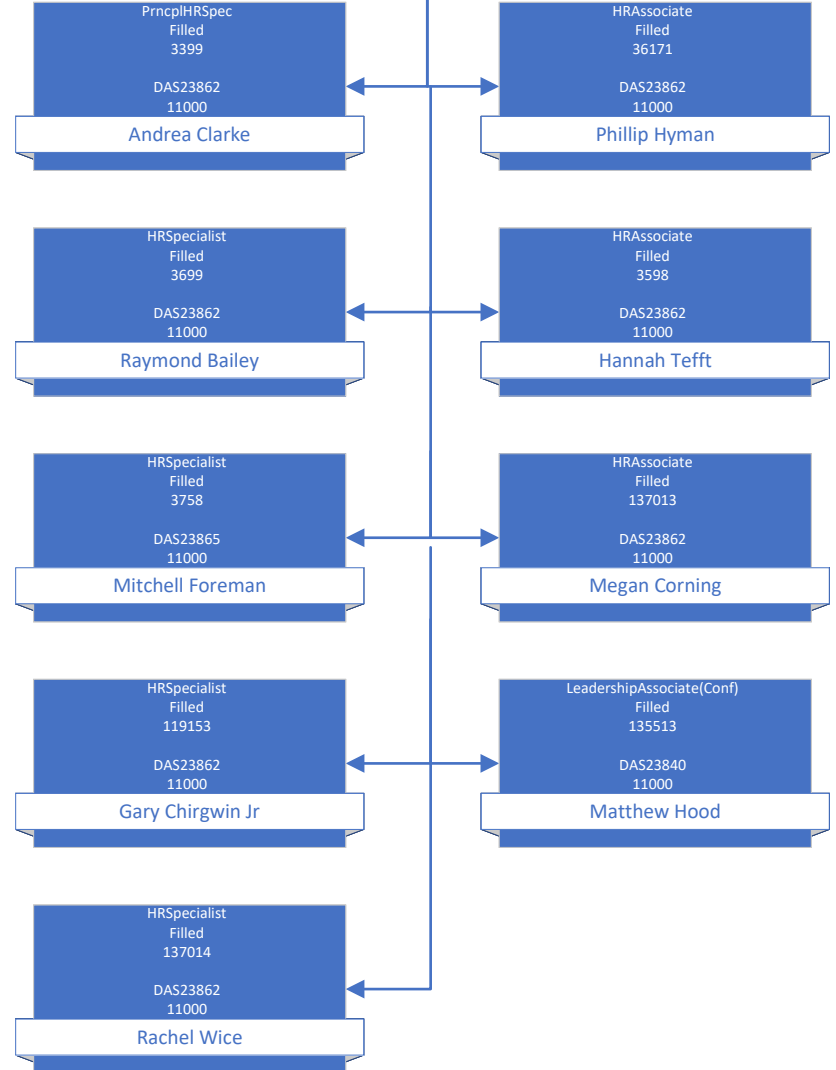 PrncplHRSpec
Filled
3399
DAS23862
11000
Andrea Clarke
HRAssociate
Filled
36171
DAS23862
11000
Phillip Hyman
HRSpecialist
Filled
3699
DAS23862
11000
Raymond Bailey
HRAssociate
Filled
3598
DAS23862
11000
Hannah Tefft
HRSpecialist
Filled
3758
DAS23865
11000
Mitchell Foreman
HRAssociate
Filled
137013
DAS23862
11000
Megan Corning
HRSpecialist
Filled
119153
DAS23862
11000
Gary Chirgwin Jr
LeadershipAssociate(Conf)
Filled
135513
DAS23840
11000
Matthew Hood
HRSpecialist
Filled
137014
DAS23862
11000
Rachel Wice